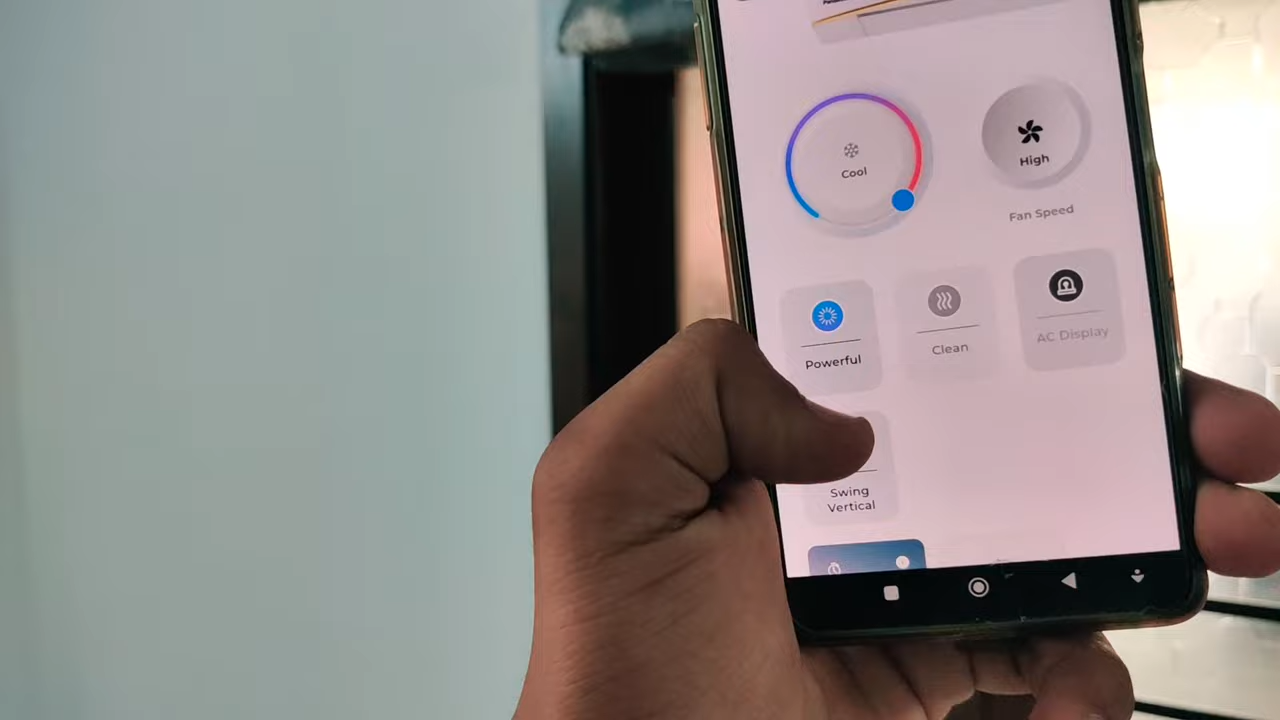 Cool
High
Fan Speed
Powerful
Clean
AC Display
Swing
Vertical